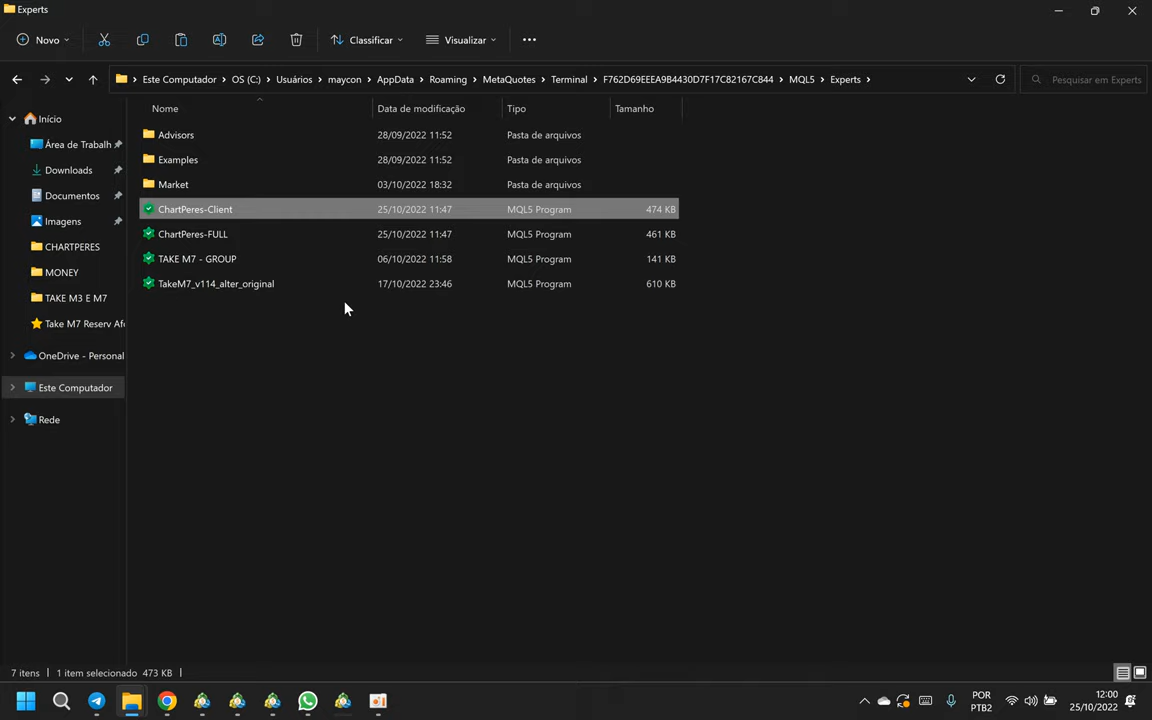 Experts
Novo
Classificar
Visualizar
Este Computador > OS (C:) > Usuários > maycon > AppData > Roaming > MetaQuotes > Terminal > F762D69EEEA9B4430D7F17C82167C844 > MQL5 > Experts >
Pesquisar em Experts
Nome Data de modificação Tipo Tamanho
Início
Área de Trabalh
Downloads
Documentos
Imagens
CHARTPERES
MONEY
TAKE M3 E M7
Take M7 Reserv Afo
OneDrive - Personal
Este Computador
Rede
Advisors 28/09/2022 11:52 Pasta de arquivos
Examples 28/09/2022 11:52 Pasta de arquivos
Market 03/10/2022 18:32 Pasta de arquivos
ChartPeres-Client 25/10/2022 11:47 MQL5 Program 474 KB
ChartPeres-FULL 25/10/2022 11:47 MQL5 Program 461 KB
TAKE M7 - GROUP 06/10/2022 11:58 MQL5 Program 141 KB
TakeM7_v114_alter_original 17/10/2022 23:46 MQL5 Program 610 KB
7 itens 1 item selecionado 473 KB
POR
PTB2
12:00
25/10/2022